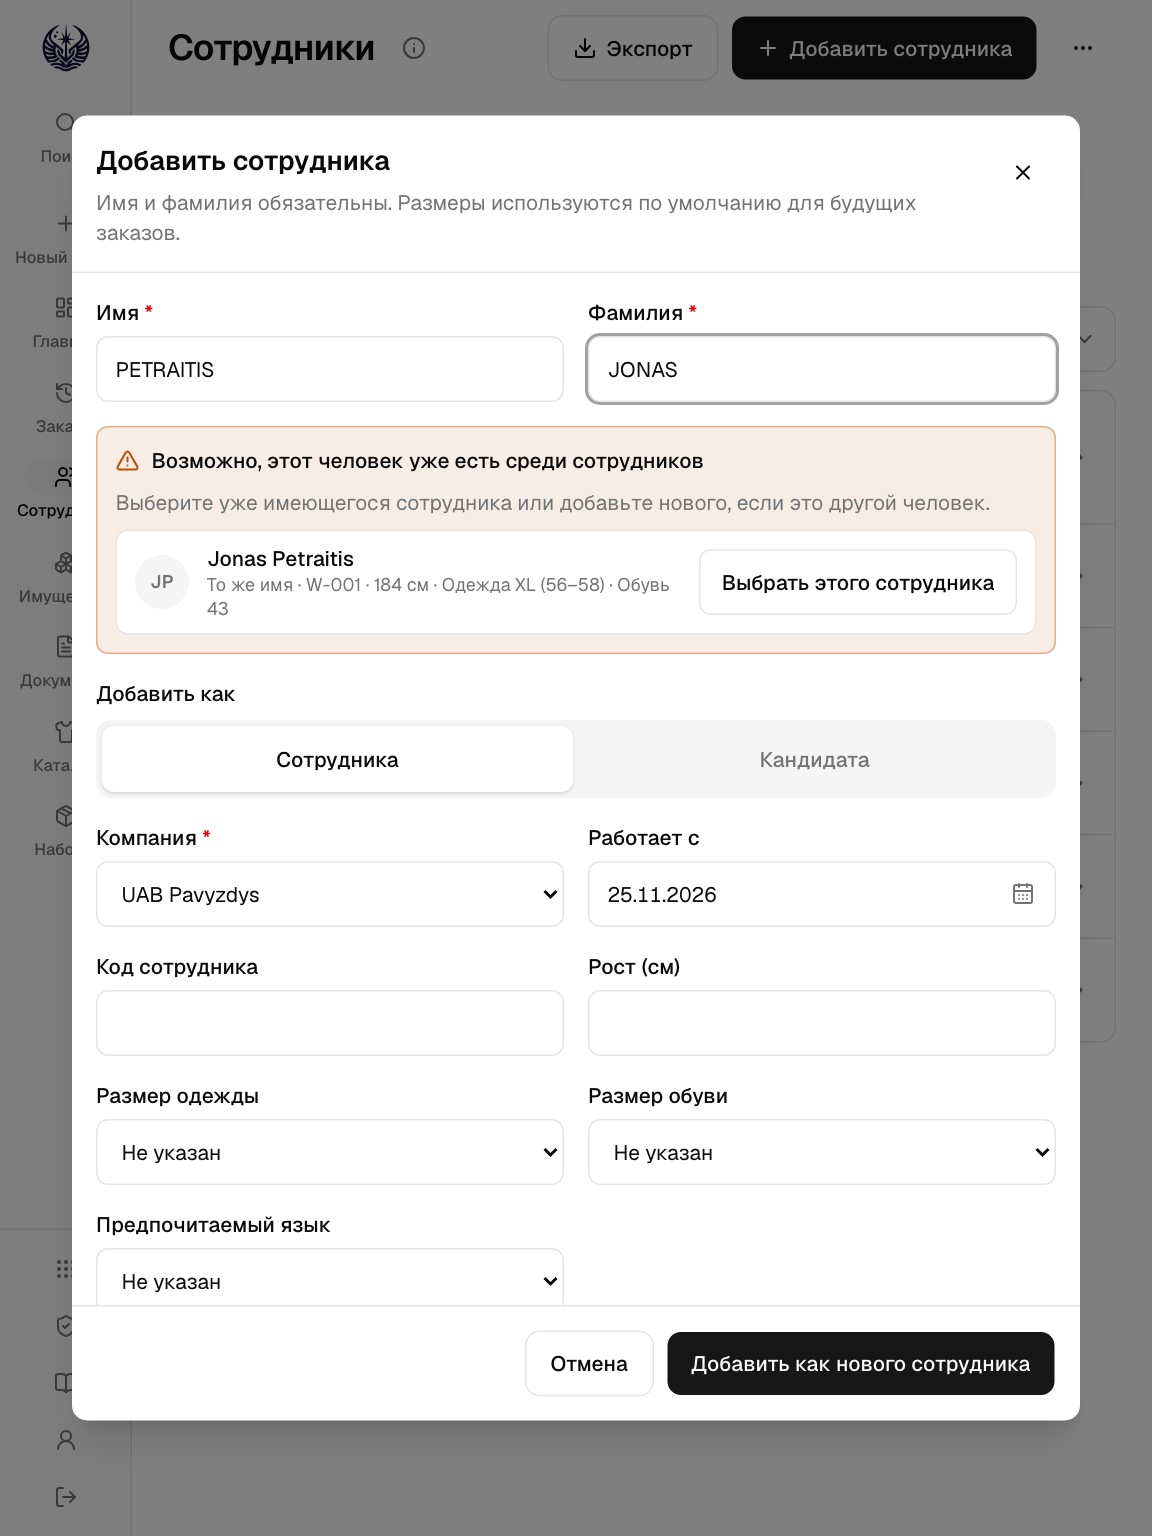 Сотрудники
Экспорт
Добавить сотрудника
Добавить сотрудника
Имя и фамилия обязательны. Размеры используются по умолчанию для будущих
заказов.
Имя *
Фамилия *
PETRAITIS
JONAS
Возможно, этот человек уже есть среди сотрудников
Выберите уже имеющегося сотрудника или добавьте нового, если это другой человек.
JP
Jonas Petraitis
То же имя · W-001 · 184 см · Одежда XL (56–58) · Обувь
43
Выбрать этого сотрудника
Добавить как
Сотрудника
Кандидата
Компания *
Работает с
UAB Pavyzdys
25.11.2026
Код сотрудника
Рост (см)
Размер одежды
Размер обуви
Не указан
Не указан
Предпочитаемый язык
Не указан
Отмена
Добавить как нового сотрудника
Новый